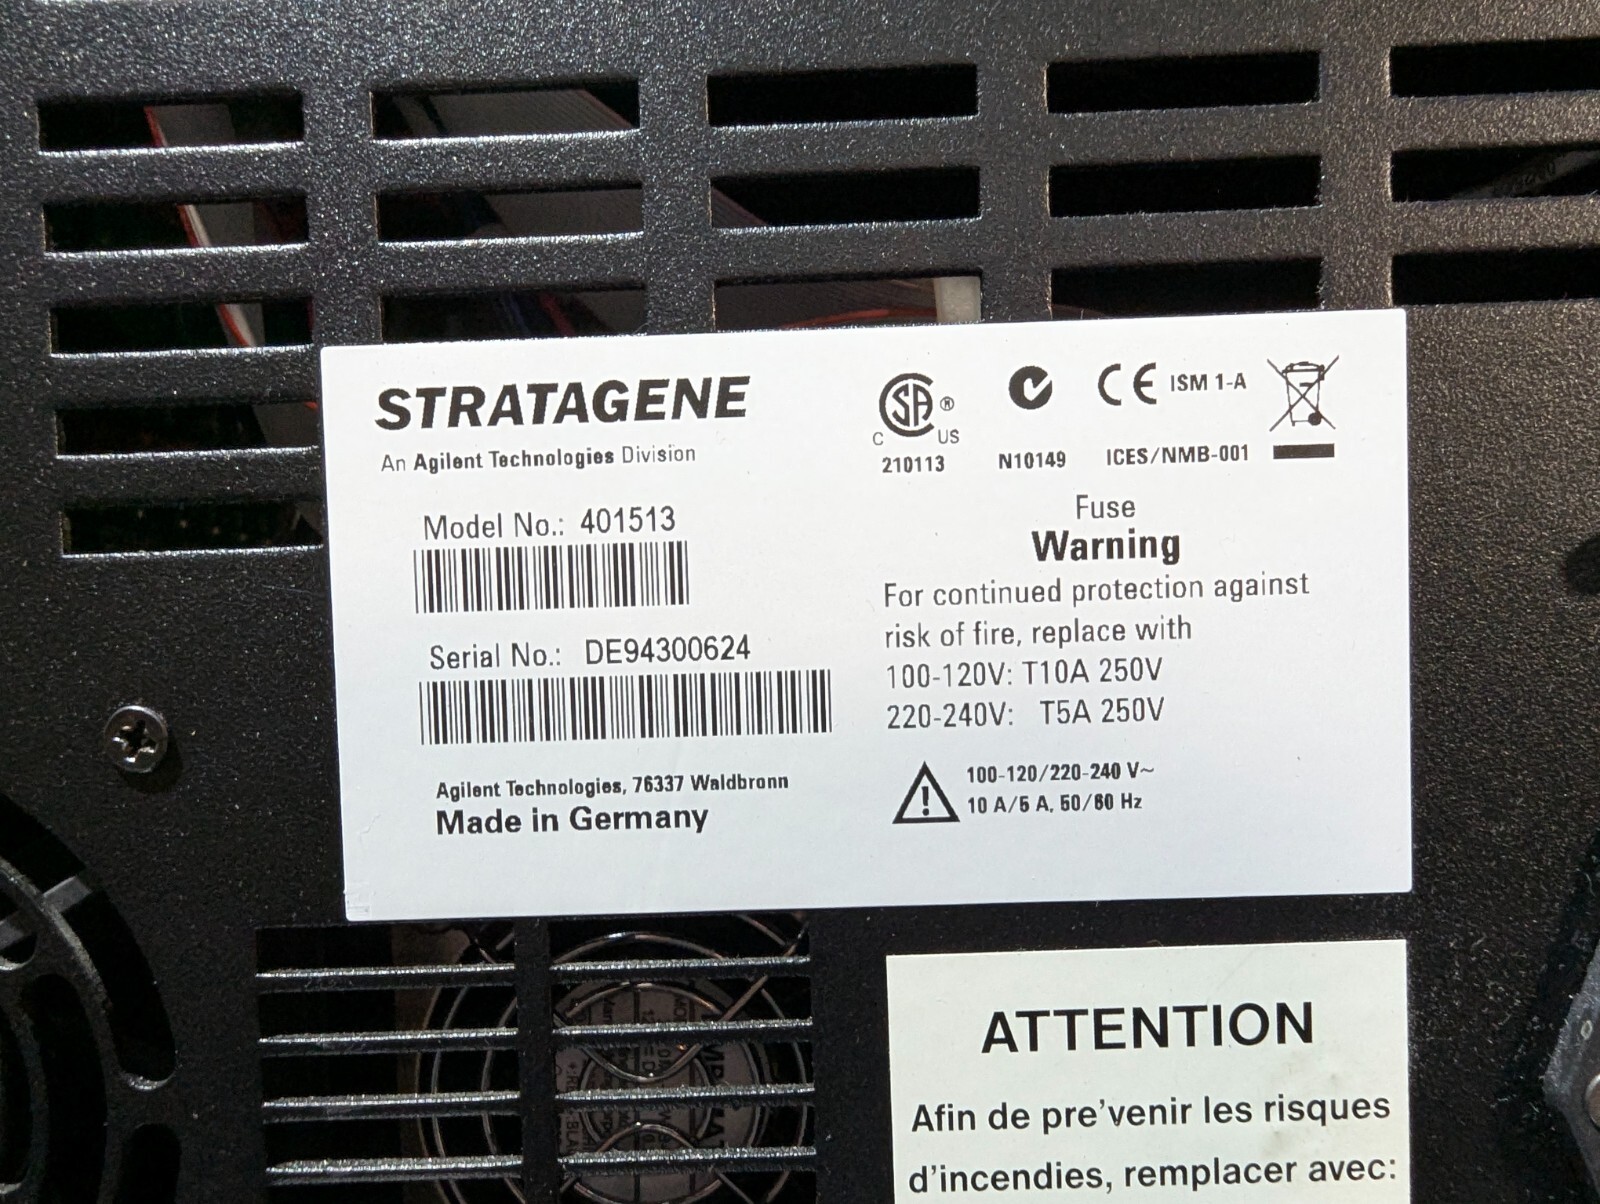 STRATAGENE
An Agilent Technologies Division
Model No.: 401513
Serial No.: DE94300624
Agilent Technologies, 76337 Waldbronn
Made in Germany
SA ®
C US
210113
N10149
CE ISM 1-A
ICES/NMB-001
Fuse
Warning
For continued protection against
risk of fire, replace with
100-120V: T10A 250V
220-240V: T5A 250V
! 100-120/220-240 V~
10 A/5 A, 50/60 Hz
ATTENTION
Afin de pre'venir les risques
d'incendies, remplacer avec: